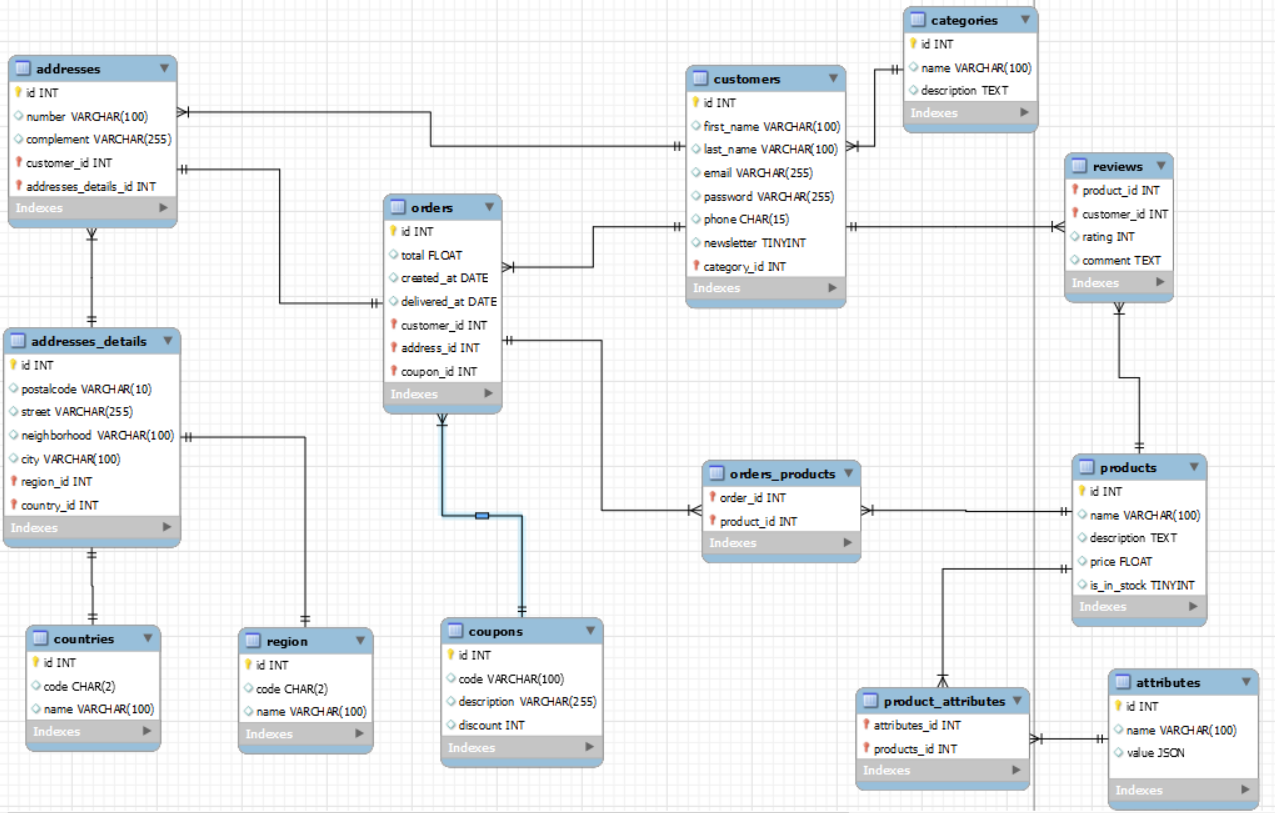 categories
id INT
name VARCHAR(100)
description TEXT
Indexes
addresses
id INT
number VARCHAR(100)
complement VARCHAR(255)
customer_id INT
addresses_details_id INT
Indexes
customers
id INT
first_name VARCHAR(100)
last_name VARCHAR(100)
email VARCHAR(255)
password VARCHAR(255)
phone CHAR(15)
newsletter TINYINT
category_id INT
Indexes
reviews
product_id INT
customer_id INT
rating INT
comment TEXT
Indexes
orders
id INT
total FLOAT
created_at DATE
delivered_at DATE
customer_id INT
address_id INT
coupon_id INT
Indexes
addresses_details
id INT
postalcode VARCHAR(10)
street VARCHAR(255)
neighborhood VARCHAR(100)
city VARCHAR(100)
region_id INT
country_id INT
Indexes
orders_products
order_id INT
product_id INT
Indexes
products
id INT
name VARCHAR(100)
description TEXT
price FLOAT
is_in_stock TINYINT
Indexes
countries
id INT
code CHAR(2)
name VARCHAR(100)
Indexes
region
id INT
code CHAR(2)
name VARCHAR(100)
Indexes
coupons
id INT
code VARCHAR(100)
description VARCHAR(255)
discount INT
Indexes
product_attributes
attributes_id INT
products_id INT
Indexes
attributes
id INT
name VARCHAR(100)
value JSON
Indexes